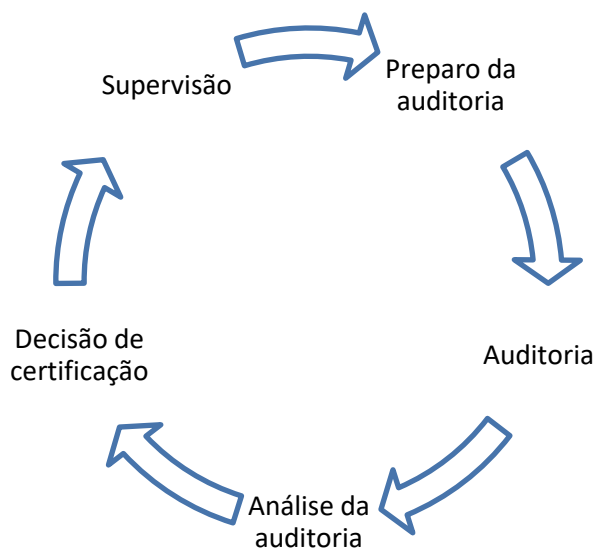 Supervisão
Preparo da
auditoria
Auditoria
Análise da
auditoria
Decisão de
certificação